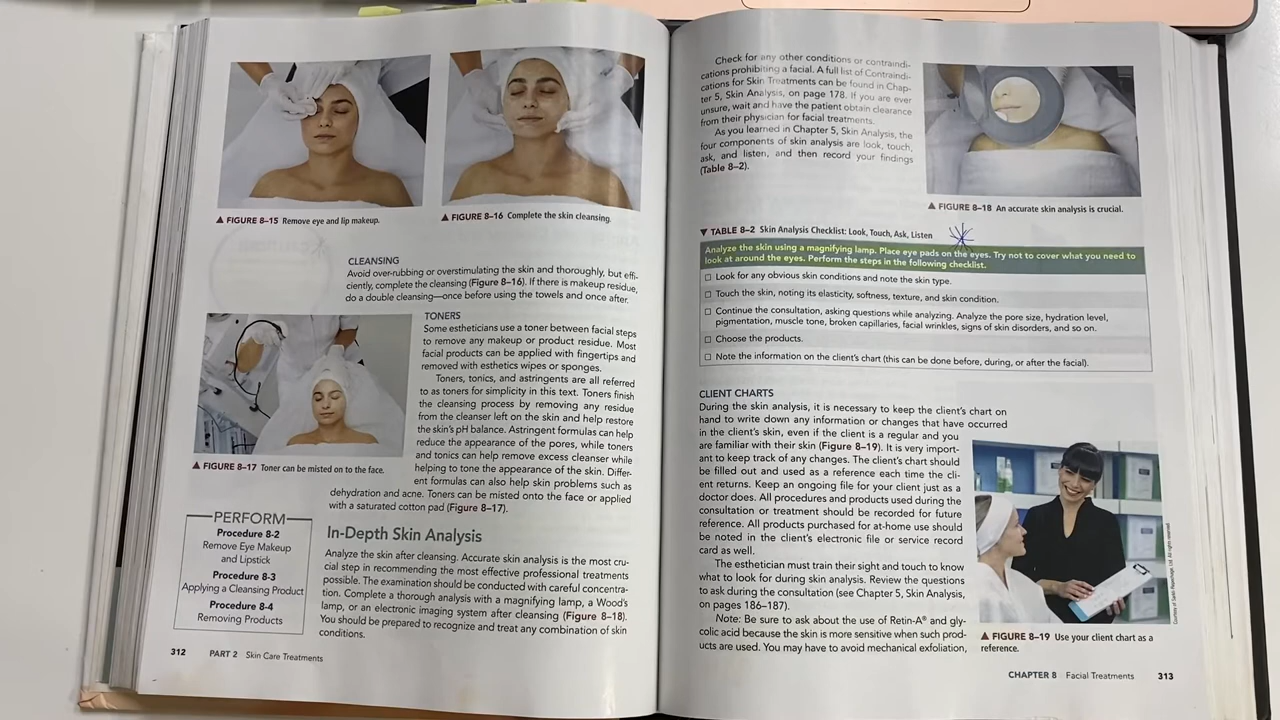 ▲ FIGURE 8–15 Remove eye and lip makeup.
▲ FIGURE 8–16 Complete the skin cleansing.
CLEANSING
Avoid over-rubbing or overstimulating the skin and thoroughly, but effi-
ciently, complete the cleansing (Figure 8–16). If there is makeup residue,
do a double cleansing—once before using the towels and once after.
TONERS
Some estheticians use a toner between facial steps
to remove any makeup or product residue. Most
facial products can be applied with fingertips and
removed with esthetics wipes or sponges.
Toners, tonics, and astringents are all referred
to as toners for simplicity in this text. Toners finish
the cleansing process by removing any residue
from the cleanser left on the skin and help restore
the skin's pH balance. Astringent formulas can help
reduce the appearance of the pores, while toners
and tonics can help remove excess cleanser while
helping to tone the appearance of the skin. Differ-
ent formulas can also help skin problems such as
dehydration and acne. Toners can be misted onto the face or applied
with a saturated cotton pad (Figure 8–17).
▲ FIGURE 8–17 Toner can be misted on to the face.
PERFORM
Procedure 8-2
Remove Eye Makeup
and Lipstick
Procedure 8-3
Applying a Cleansing Product
Procedure 8-4
Removing Products
In-Depth Skin Analysis
Analyze the skin after cleansing. Accurate skin analysis is the most cru-
cial step in recommending the most effective professional treatments
possible. The examination should be conducted with careful concentra-
tion. Complete a thorough analysis with a magnifying lamp, a Wood's
lamp, or an electronic imaging system after cleansing (Figure 8–18).
You should be prepared to recognize and treat any combination of skin
conditions.
312 PART 2 Skin Care Treatments
Check for any other conditions or contraindi-
cations prohibiting a facial. A full list of Contraindi-
cations for Skin Treatments can be found in Chap-
ter 5, Skin Analysis, on page 178. If you are ever
unsure, wait and have the patient obtain clearance
from their physician for facial treatments.
As you learned in Chapter 5, Skin Analysis, the
four components of skin analysis are look, touch,
ask, and listen, and then record your findings
(Table 8–2).
▲ FIGURE 8–18 An accurate skin analysis is crucial.
▼ TABLE 8–2 Skin Analysis Checklist: Look, Touch, Ask, Listen
Analyze the skin using a magnifying lamp. Place eye pads on the eyes. Try not to cover what you need to
look at around the eyes. Perform the steps in the following checklist.
□ Look for any obvious skin conditions and note the skin type.
□ Touch the skin, noting its elasticity, softness, texture, and skin condition.
□ Continue the consultation, asking questions while analyzing. Analyze the pore size, hydration level,
pigmentation, muscle tone, broken capillaries, facial wrinkles, signs of skin disorders, and so on.
□ Choose the products.
□ Note the information on the client's chart (this can be done before, during, or after the facial).
CLIENT CHARTS
During the skin analysis, it is necessary to keep the client's chart on
hand to write down any information or changes that have occurred
in the client's skin, even if the client is a regular and you
are familiar with their skin (Figure 8–19). It is very import-
ant to keep track of any changes. The client's chart should
be filled out and used as a reference each time the cli-
ent returns. Keep an ongoing file for your client just as a
doctor does. All procedures and products used during the
consultation or treatment should be recorded for future
reference. All products purchased for at-home use should
be noted in the client's electronic file or service record
card as well.
The esthetician must train their sight and touch to know
what to look for during skin analysis. Review the questions
to ask during the consultation (see Chapter 5, Skin Analysis,
on pages 186–187).
Note: Be sure to ask about the use of Retin-A® and gly-
colic acid because the skin is more sensitive when such prod-
ucts are used. You may have to avoid mechanical exfoliation,
▲ FIGURE 8–19 Use your client chart as a
reference.
CHAPTER 8 Facial Treatments 313